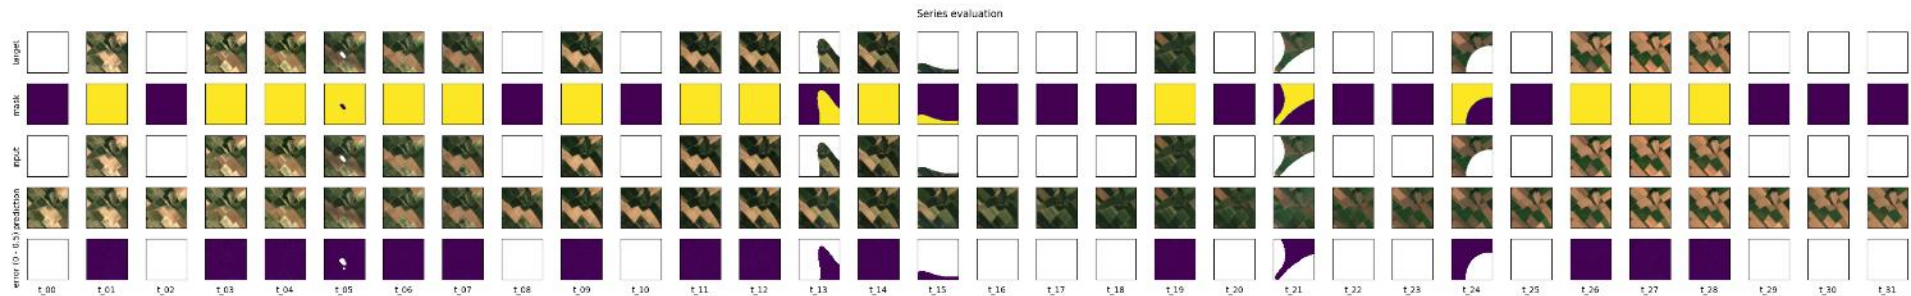 Series evaluation
target
mask
input
prediction
error (0 - 0.5)
t_00 t_01 t_02 t_03 t_04 t_05 t_06 t_07 t_08 t_09 t_10 t_11 t_12 t_13 t_14 t_15 t_16 t_17 t_18 t_19 t_20 t_21 t_22 t_23 t_24 t_25 t_26 t_27 t_28 t_29 t_30 t_31